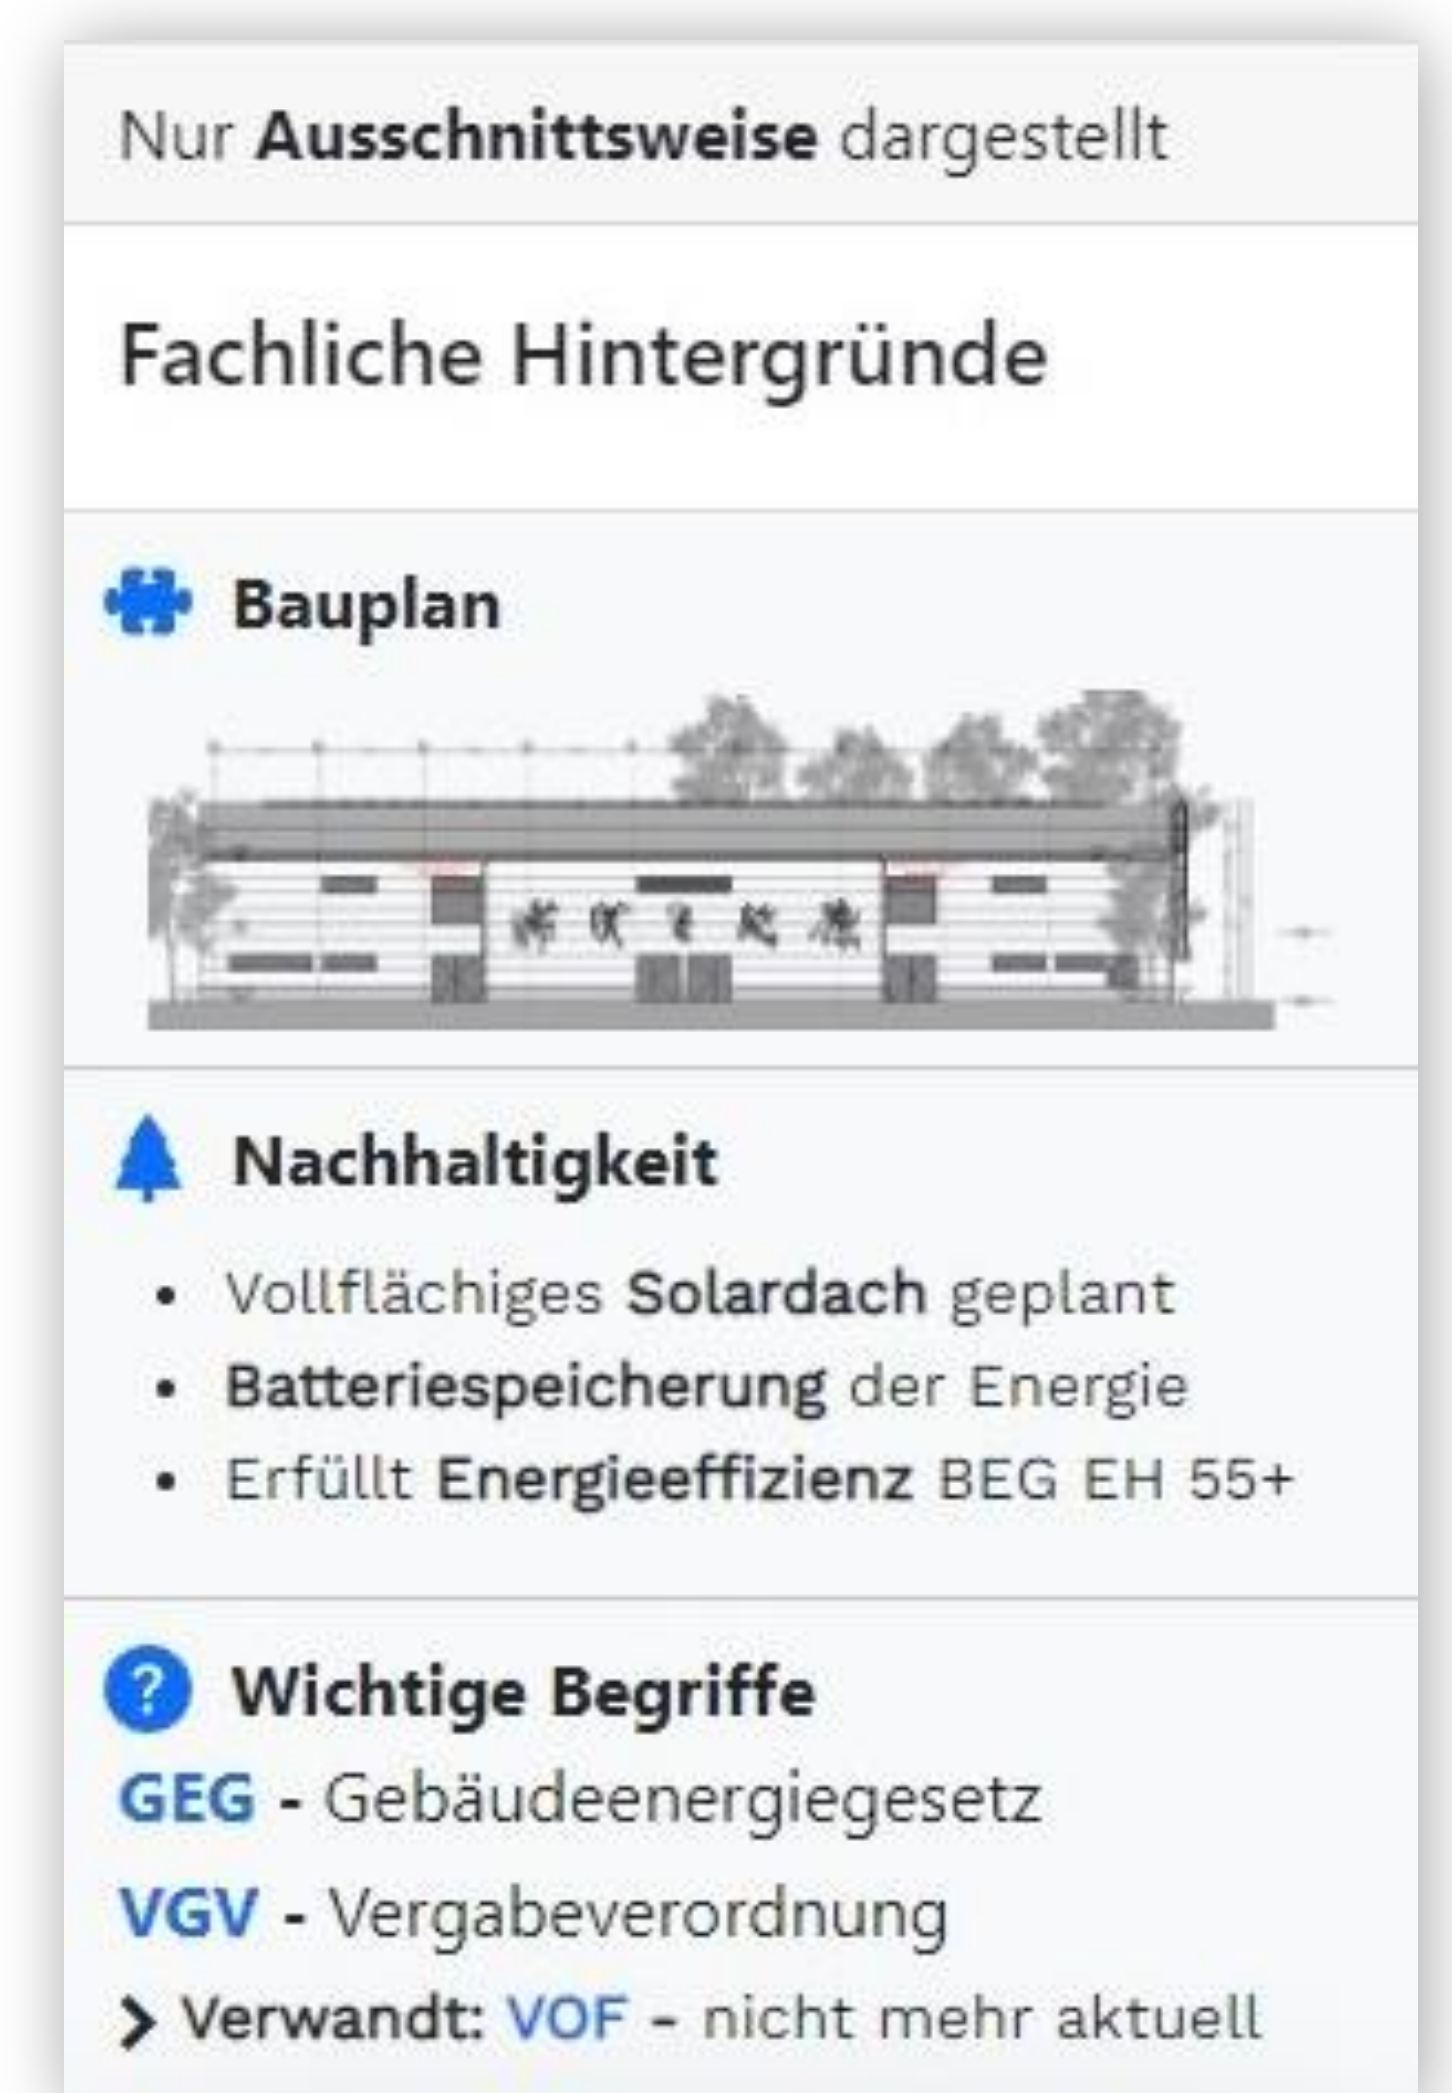 Nur Ausschnittsweise dargestellt
Fachliche Hintergründe
Bauplan
Nachhaltigkeit
• Vollflächiges Solardach geplant
• Batteriespeicherung der Energie
• Erfüllt Energieeffizienz BEG EH 55+
? Wichtige Begriffe
GEG - Gebäudeenergiegesetz
VGV - Vergabeverordnung
> Verwandt: VOF - nicht mehr aktuell